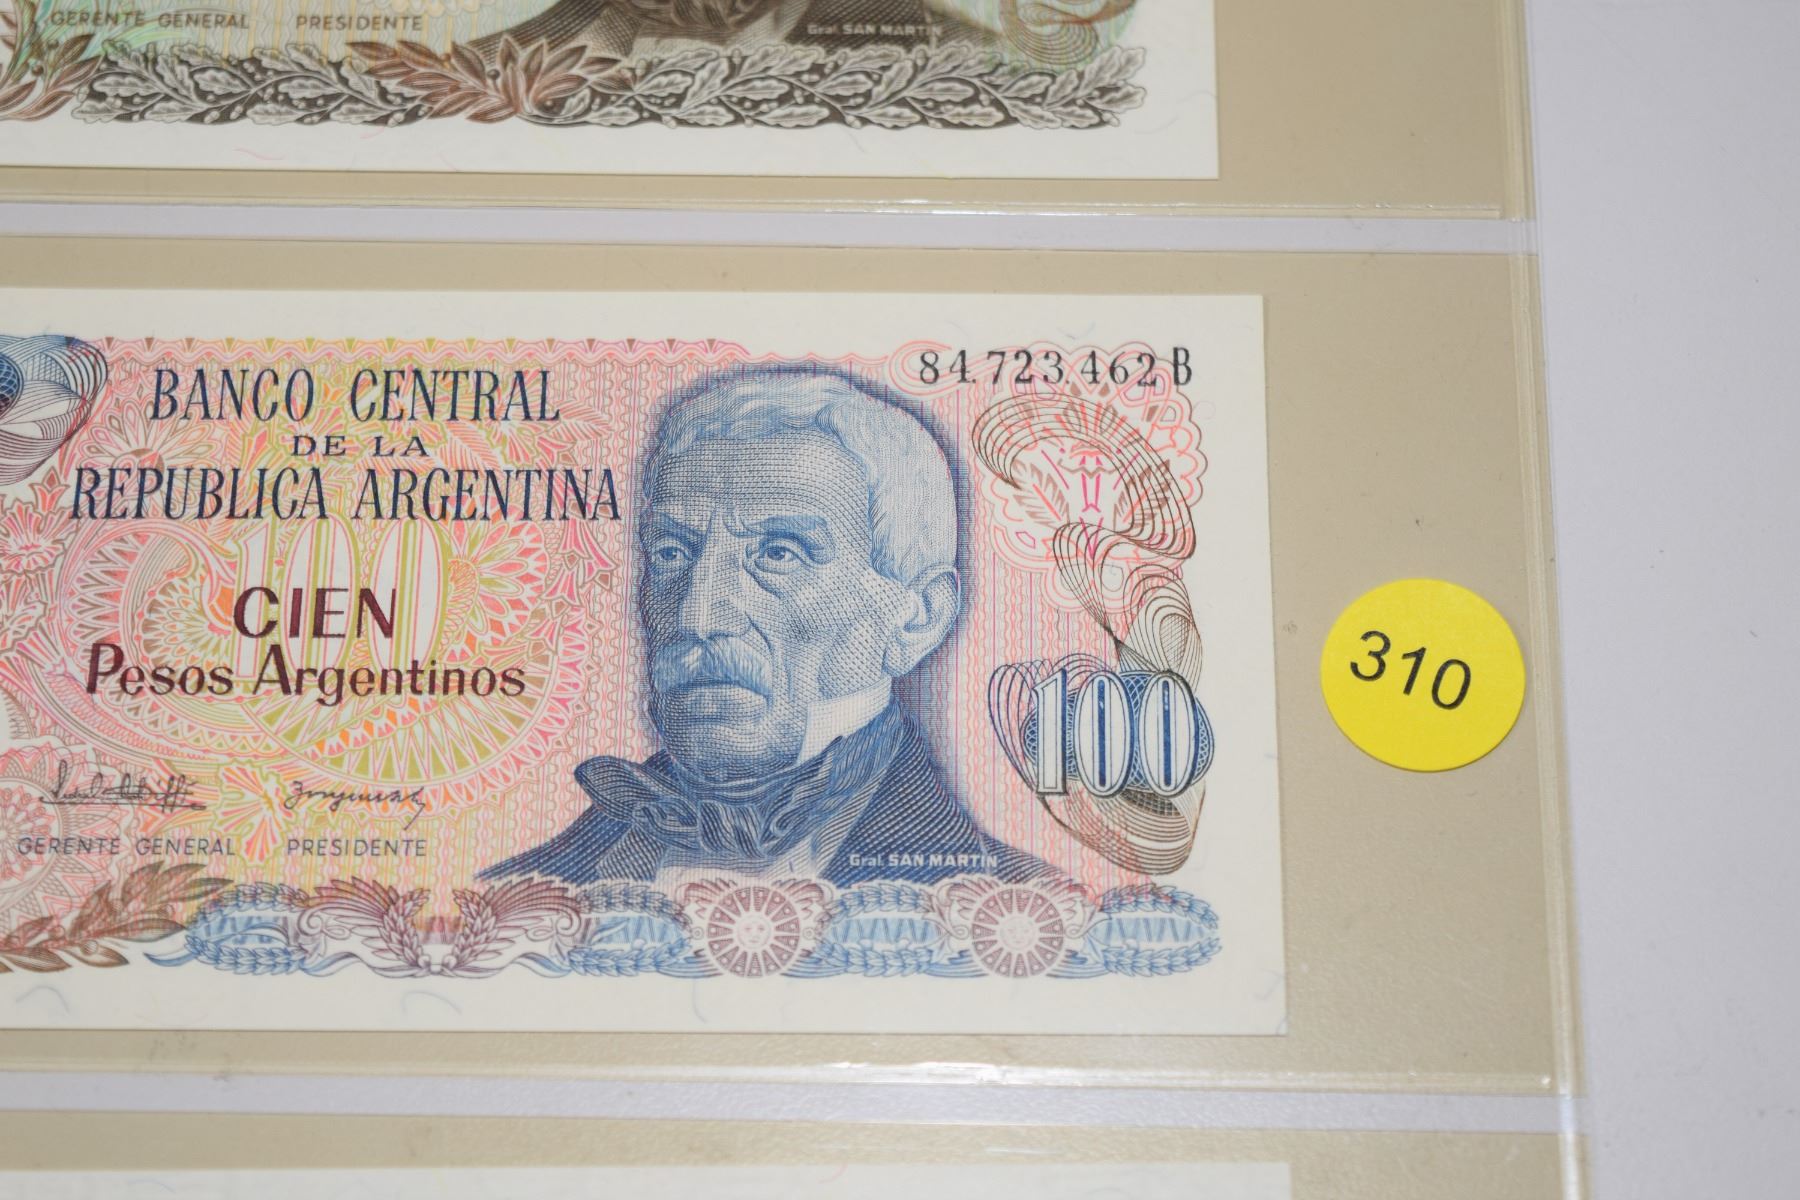 GERENTE GENERAL PRESIDENTE
Gral. SAN MARTIN
84.723.462 B
BANCO CENTRAL
DE LA
REPUBLICA ARGENTINA
100
CIEN
Pesos Argentinos
100
310
GERENTE GENERAL PRESIDENTE
Gral. SAN MARTIN